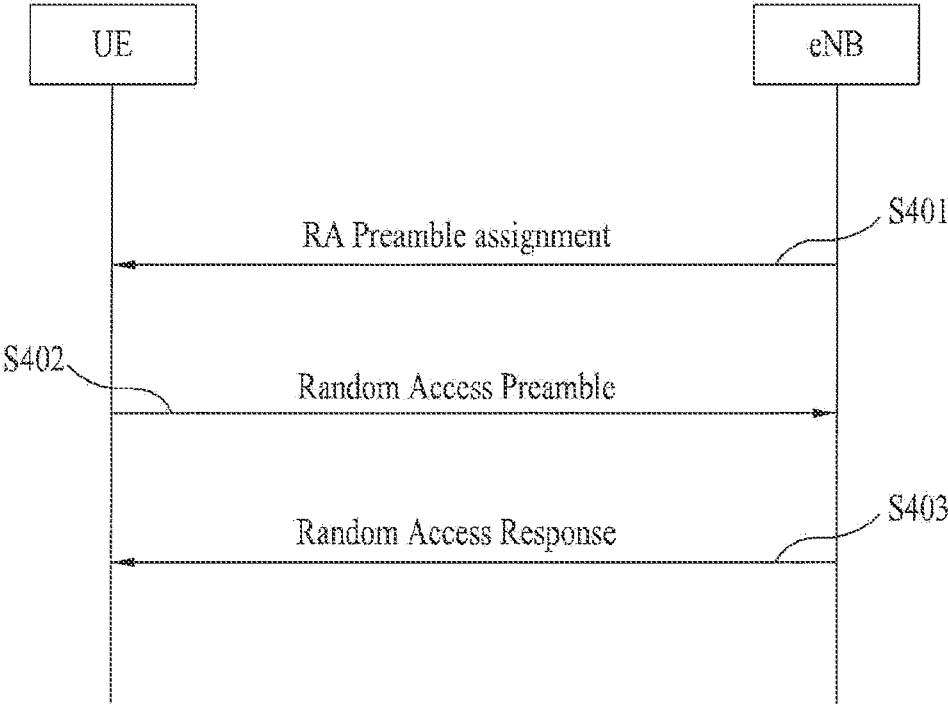 UE
eNB
S401
RA Preamble assignment
S402
Random Access Preamble
S403
Random Access Response